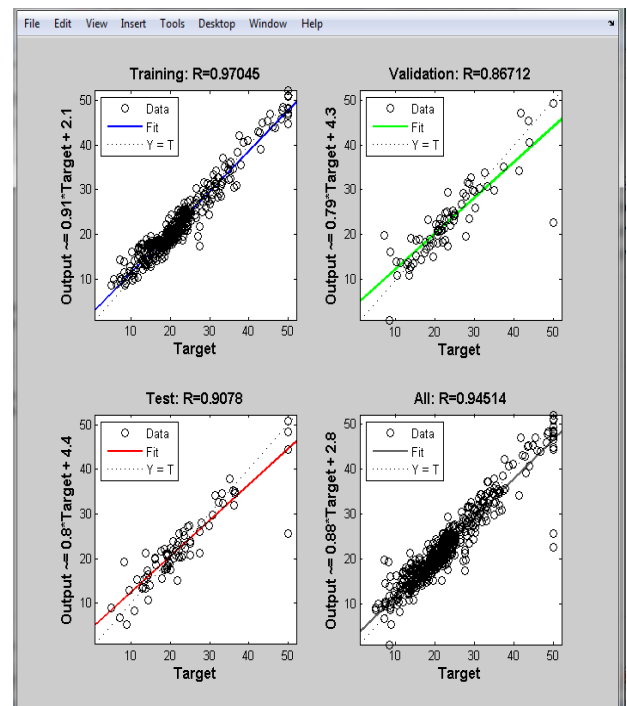 File Edit View Insert Tools Desktop Window Help
Training: R=0.97045
Output ~= 0.91*Target + 2.1
50
40
30
20
10
Data
Fit
Y = T
10 20 30 40 50
Target
Validation: R=0.86712
Output ~= 0.79*Target + 4.3
50
40
30
20
10
Data
Fit
Y = T
10 20 30 40 50
Target
Test: R=0.9078
Output ~= 0.8*Target + 4.4
50
40
30
20
10
Data
Fit
Y = T
10 20 30 40 50
Target
All: R=0.94514
Output ~= 0.88*Target + 2.8
50
40
30
20
10
Data
Fit
Y = T
10 20 30 40 50
Target